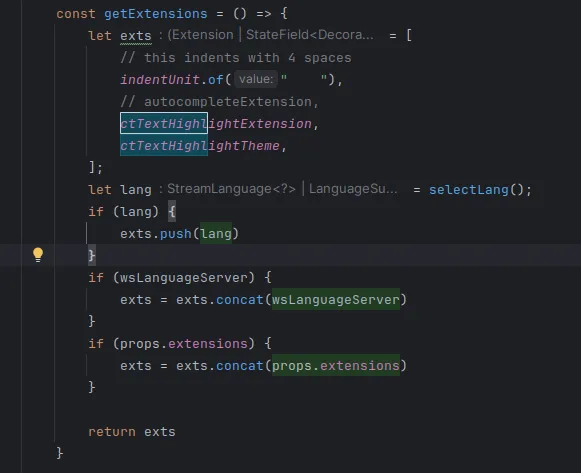 const getExtensions = () => {
let exts : (Extension | StateField<Decora... = [
// this indents with 4 spaces
indentUnit.of( value: "    "),
// autocompleteExtension,
ctTextHighlightExtension,
ctTextHighlightTheme,
];
let lang : StreamLanguage<?> | LanguageSu... = selectLang();
if (lang) {
exts.push(lang)
}
if (wsLanguageServer) {
exts = exts.concat(wsLanguageServer)
}
if (props.extensions) {
exts = exts.concat(props.extensions)
}
return exts
}